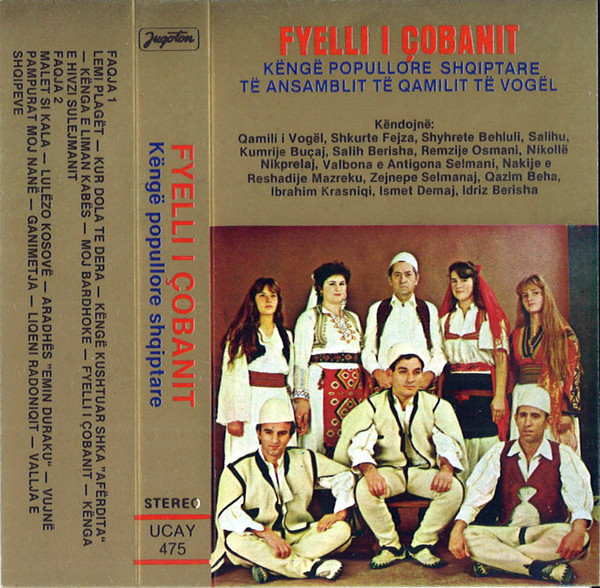 FAQJA 1
LEMI PLAGËT — KUR DOLA TE DERA — KËNGË KUSHTUAR SHKA "AFËRDITA"
— KËNGA E LIMAN KABËS — MOJ BARDHOKE — FYELLI I ÇOBANIT — KËNGA
E HIVZI SULEJMANIT
FAQJA 2
MALET SI KALA — LULËZO KOSOVË — ARADHËS "EMIN DURAKU" — VUJNË
PAMPURAT MOJ NANË — GANIMETJA — LIQENI RADONIQIT — VALLJA E
SHQIPEVE
Jugoton
FYELLI I ÇOBANIT
Këngë popullore shqiptare
STEREO
UCAY
475
FYELLI I ÇOBANIT
KËNGË POPULLORE SHQIPTARE
TË ANSAMBLIT TË QAMILIT TË VOGËL
Këndojnë:
Qamili i Vogël, Shkurte Fejza, Shyhrete Behluli, Salihu,
Kumrije Buçaj, Salih Berisha, Remzije Osmani, Nikollë
Nikprelaj, Valbona e Antigona Selmani, Nakije e
Reshadije Mazreku, Zejnepe Selmanaj, Qazim Beha,
Ibrahim Krasniqi, Ismet Demaj, Idriz Berisha